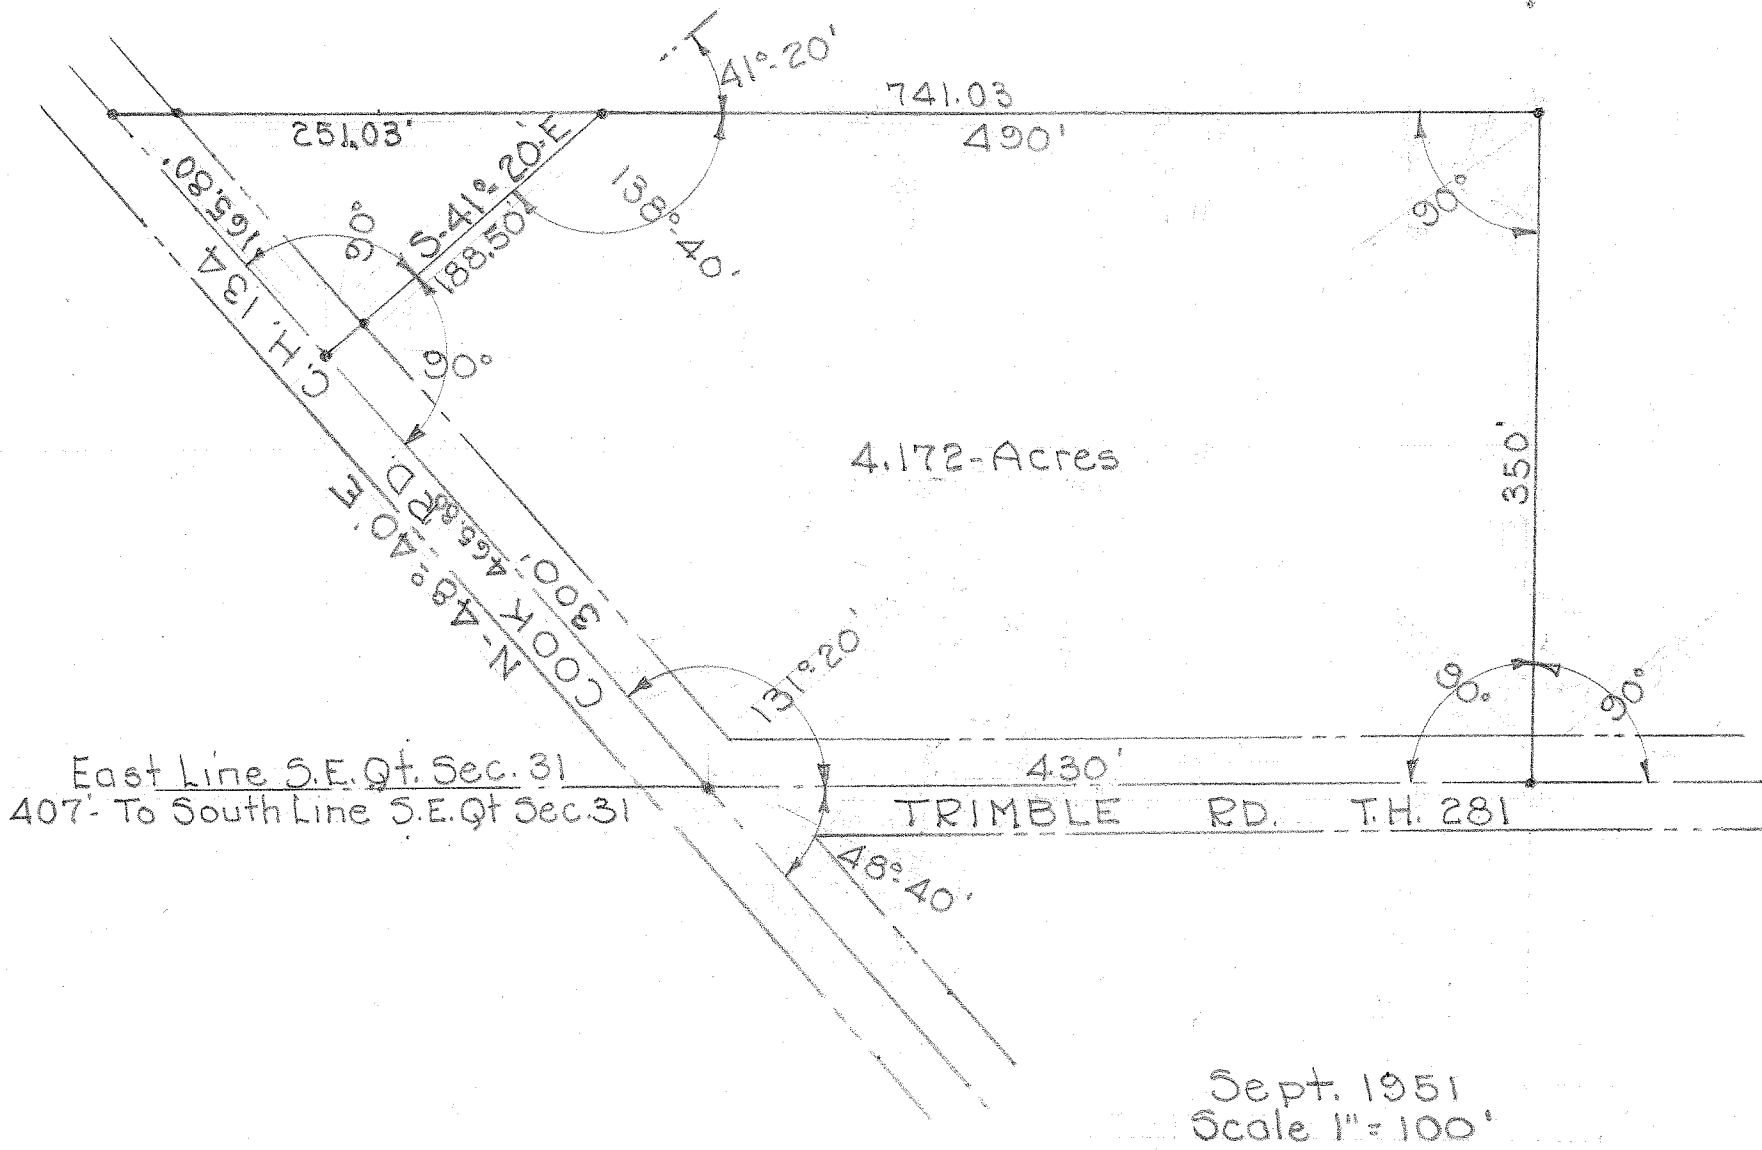 41°-20'
741.03
251.03'
490'
165.80'
90°
S-41°-20'-E
188.50'
138°-40'
90°
C.H. 134
90°
4.172-Acres
350'
COOK RD.
465.80
300'
N-48°-40' E
131°20'
90°
90°
East Line S.E. Qt. Sec. 31
407'- To South Line S.E. Qt Sec. 31
430'
TRIMBLE RD. T.H. 281
48°-40'
Sept. 1951
Scale 1" = 100'